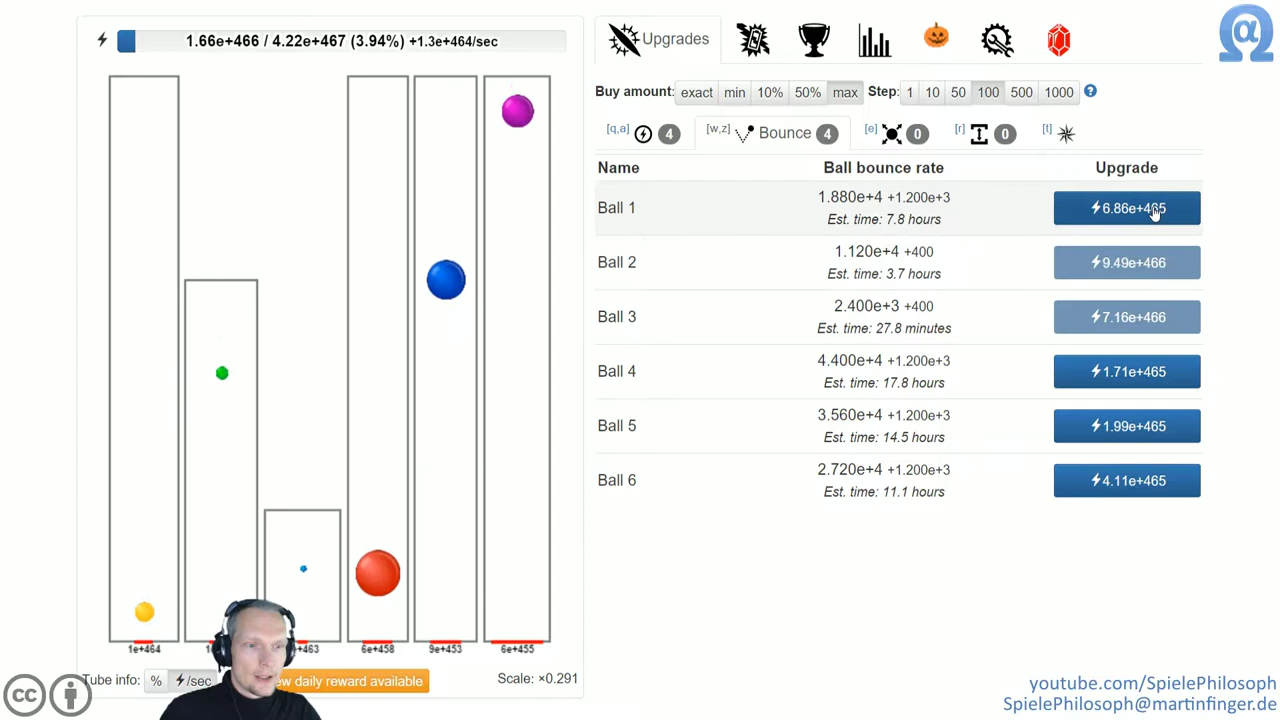 1.66e+466 / 4.22e+467 (3.94%) +1.3e+464/sec
Upgrades
Buy amount: exact min 10% 50% max Step: 1 10 50 100 500 1000 ?
[q,a] 4 [w,z] Bounce 4 [e] 0 [r] 0 [t]
Name Ball bounce rate Upgrade
Ball 1 1.880e+4 +1.200e+3 6.86e+465
Est. time: 7.8 hours
Ball 2 1.120e+4 +400 9.49e+466
Est. time: 3.7 hours
Ball 3 2.400e+3 +400 7.16e+466
Est. time: 27.8 minutes
Ball 4 4.400e+4 +1.200e+3 1.71e+465
Est. time: 17.8 hours
Ball 5 3.560e+4 +1.200e+3 1.99e+465
Est. time: 14.5 hours
Ball 6 2.720e+4 +1.200e+3 4.11e+465
Est. time: 11.1 hours
1e+464 e+463 6e+458 9e+453 6e+455
Tube info: % /sec daily reward available Scale: ×0.291
cc
youtube.com/SpielePhilosoph
SpielePhilosoph@martinfinger.de